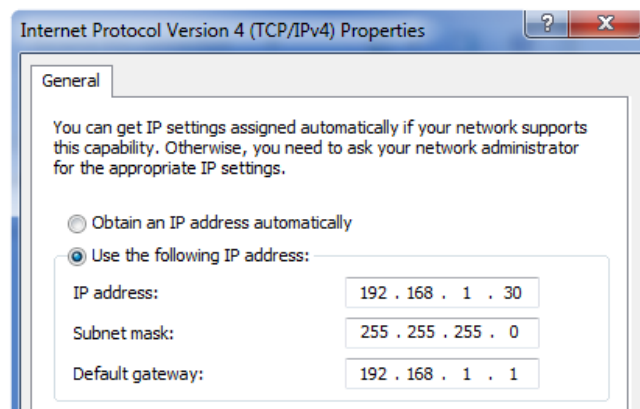 Internet Protocol Version 4 (TCP/IPv4) Properties
?
X
General
You can get IP settings assigned automatically if your network supports
this capability. Otherwise, you need to ask your network administrator
for the appropriate IP settings.
Obtain an IP address automatically
Use the following IP address:
IP address: 192 . 168 . 1 . 30
Subnet mask: 255 . 255 . 255 . 0
Default gateway: 192 . 168 . 1 . 1